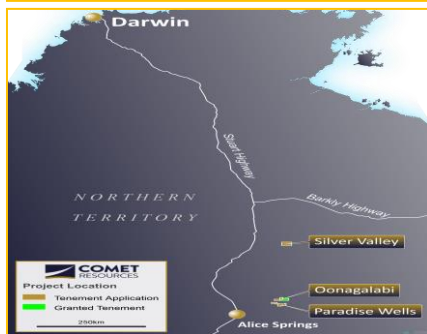 Darwin
Stuart Highway
Barkly Highway
NORTHERN
TERRITORY
Silver Valley
Oonagalabi
Paradise Wells
Alice Springs
COMET
RESOURCES
Project Location
Tenement Application
Granted Tenement
250km